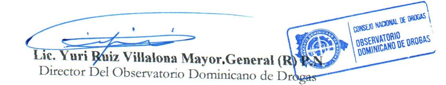 CONSEJO NACIONAL DE DROGAS
OBSERVATORIO
DOMINICANO DE DROGAS
Lic. Yuri Ruiz Villalona Mayor.General (R) P.N
Director Del Observatorio Dominicano de Drogas